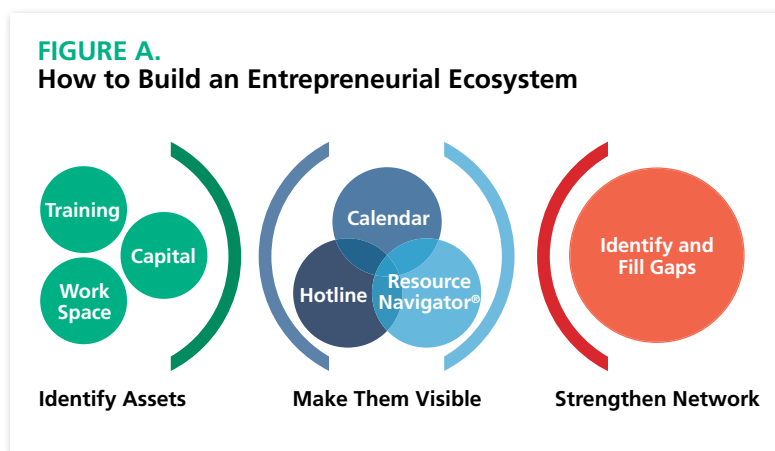 FIGURE A.
How to Build an Entrepreneurial Ecosystem
Training
Capital
Work
Space
Calendar
Hotline
Resource
Navigator®
Identify and
Fill Gaps
Identify Assets
Make Them Visible
Strengthen Network